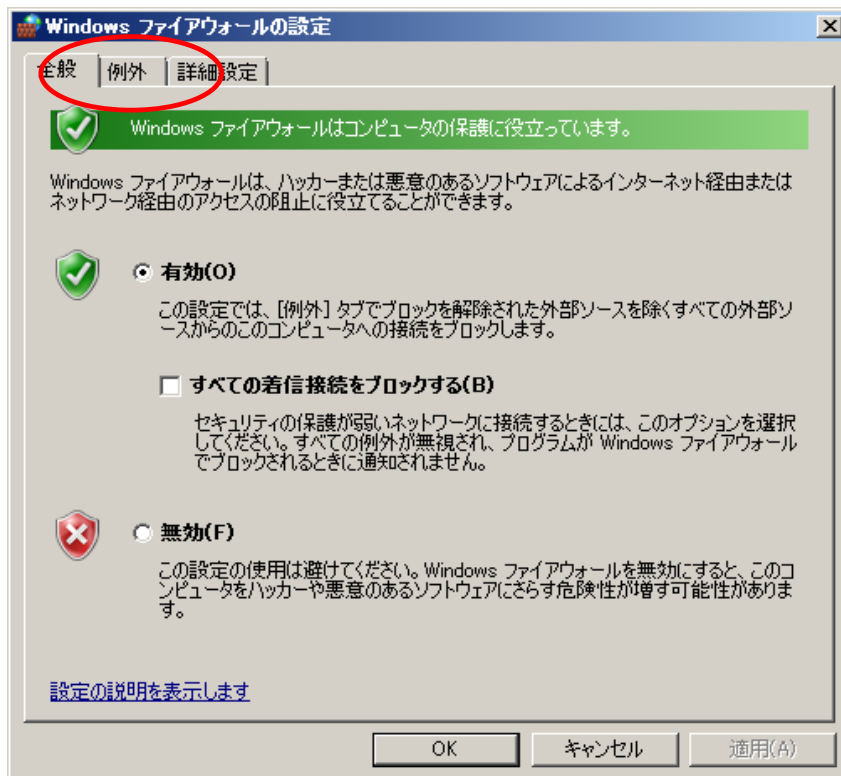 Windows ファイアウォールの設定
全般 例外 詳細設定
Windows ファイアウォールはコンピュータの保護に役立っています。
Windows ファイアウォールは、ハッカーまたは悪意のあるソフトウェアによるインターネット経由または
ネットワーク経由のアクセスの阻止に役立てることができます。
有効(O)
この設定では、[例外] タブでブロックを解除された外部ソースを除くすべての外部ソ
ースからのこのコンピュータへの接続をブロックします。
すべての着信接続をブロックする(B)
セキュリティの保護が弱いネットワークに接続するときには、このオプションを選択
してください。すべての例外が無視され、プログラムが Windows ファイアウォール
でブロックされるときに通知されません。
無効(F)
この設定の使用は避けてください。Windows ファイアウォールを無効にすると、このコ
ンピュータをハッカーや悪意のあるソフトウェアにさらす危険性が増す可能性がありま
す。
設定の説明を表示します
OK キャンセル 適用(A)